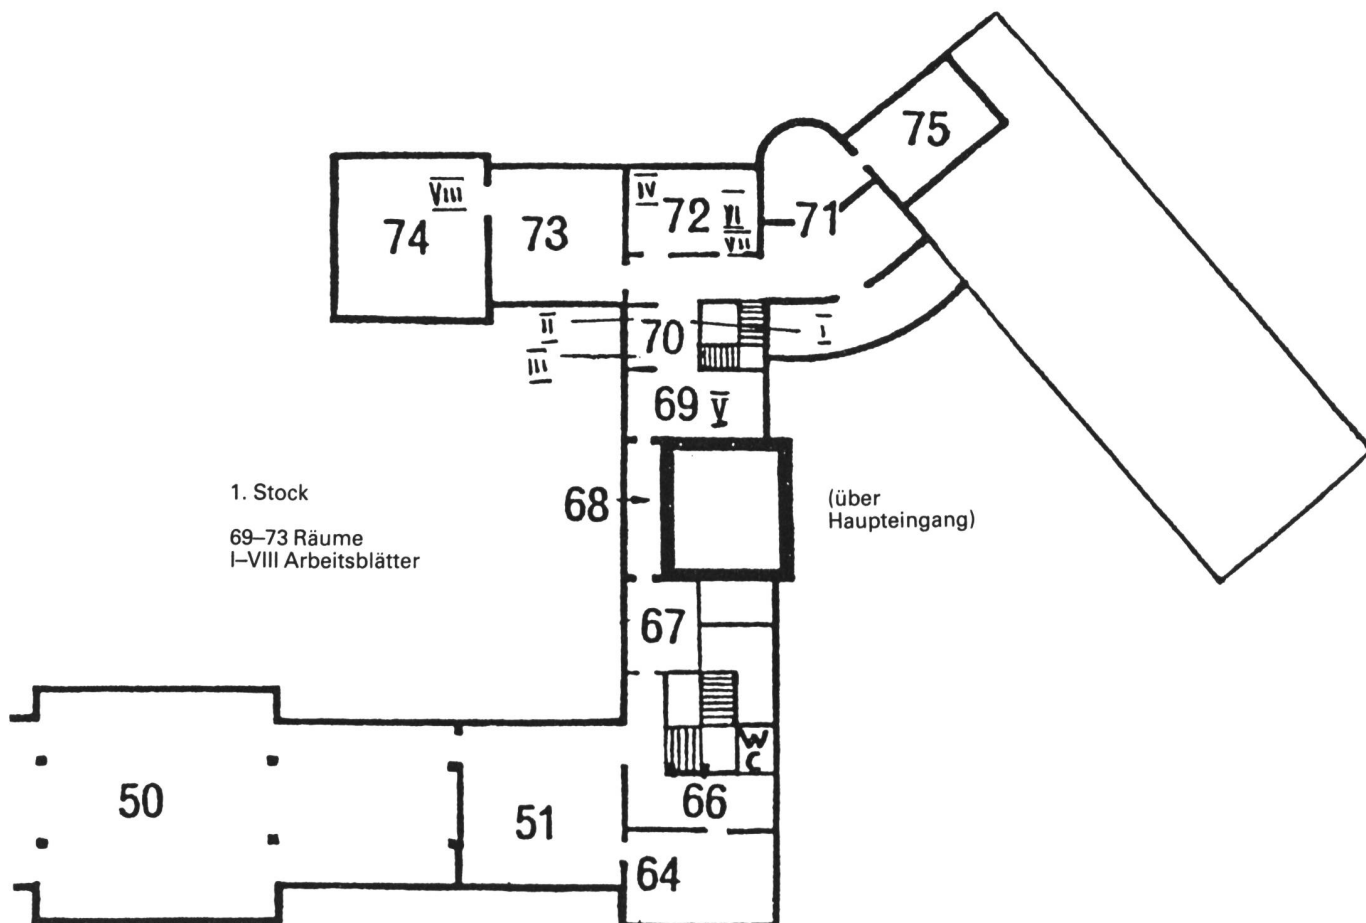 75
VIII
IV
74
73
72
VI
VII
71
II
70
I
III
69 V
1. Stock
68
(über
Haupteingang)
69–73 Räume
I–VIII Arbeitsblätter
67
W
C
50
51
66
64